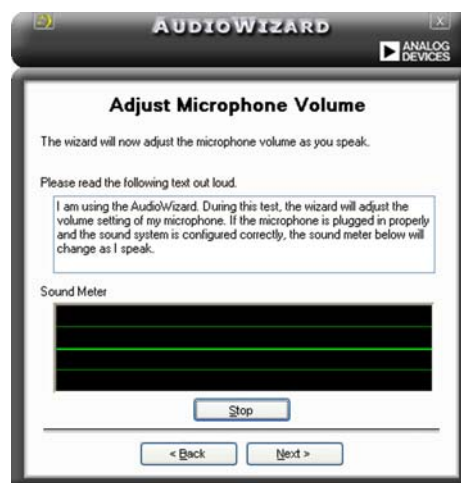 AUDIOWIZARD
X
ANALOG
DEVICES
Adjust Microphone Volume
The wizard will now adjust the microphone volume as you speak.
Please read the following text out loud.
I am using the AudioWizard. During this test, the wizard will adjust the
volume setting of my microphone. If the microphone is plugged in properly
and the sound system is configured correctly, the sound meter below will
change as I speak.
Sound Meter
Stop
< Back Next >